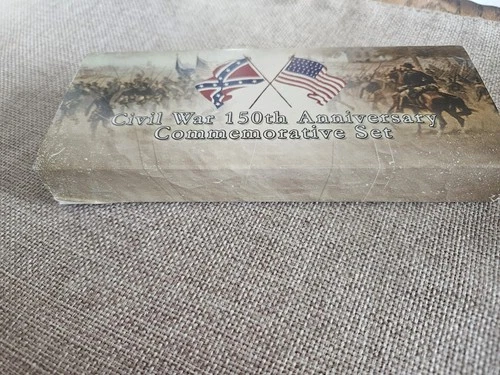 Civil War 150th Anniversary
Commemorative Set